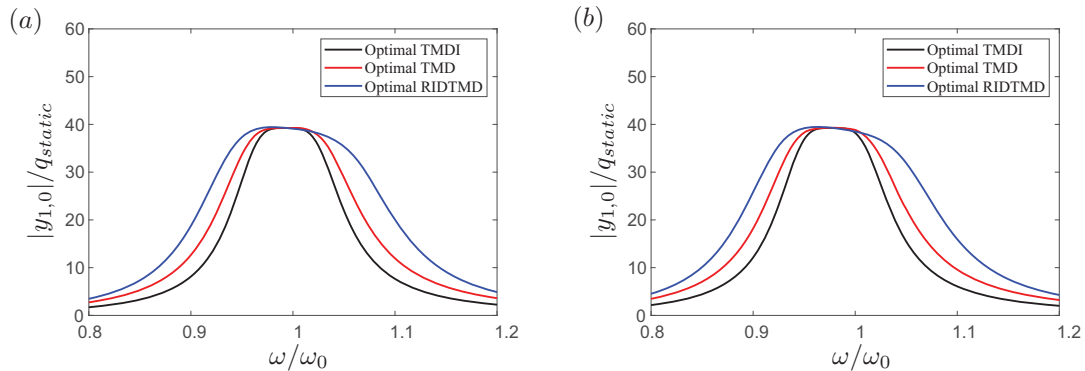 (a)
60
50
40
30
20
10
0
|y1,0|/qstatic
Optimal TMDI
Optimal TMD
Optimal RIDTMD
0.8 0.9 1 1.1 1.2
ω/ω0
(b)
60
50
40
30
20
10
0
|y1,0|/qstatic
Optimal TMDI
Optimal TMD
Optimal RIDTMD
0.8 0.9 1 1.1 1.2
ω/ω0